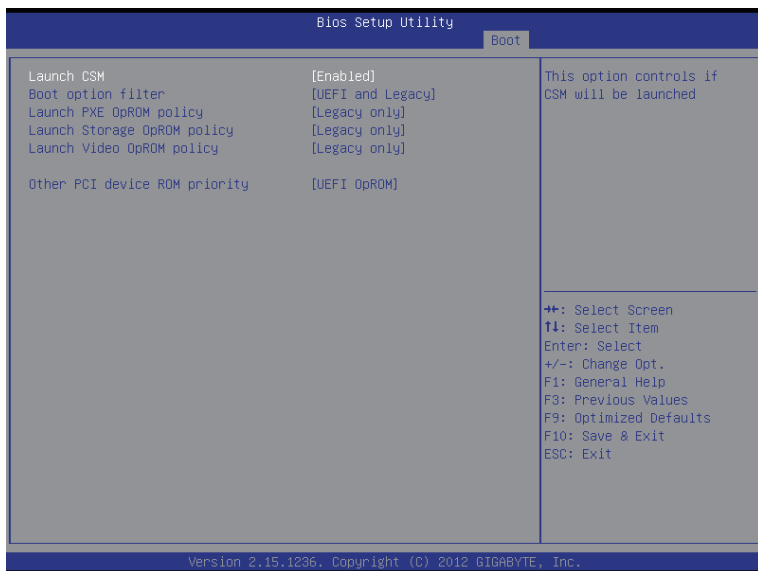 Bios Setup Utility
Boot
Launch CSM [Enabled]
Boot option filter [UEFI and Legacy]
Launch PXE OpROM policy [Legacy only]
Launch Storage OpROM policy [Legacy only]
Launch Video OpROM policy [Legacy only]
Other PCI device ROM priority [UEFI OpROM]
This option controls if
CSM will be launched
→←: Select Screen
↑↓: Select Item
Enter: Select
+/-: Change Opt.
F1: General Help
F3: Previous Values
F9: Optimized Defaults
F10: Save & Exit
ESC: Exit
Version 2.15.1236. Copyright (C) 2012 GIGABYTE, Inc.